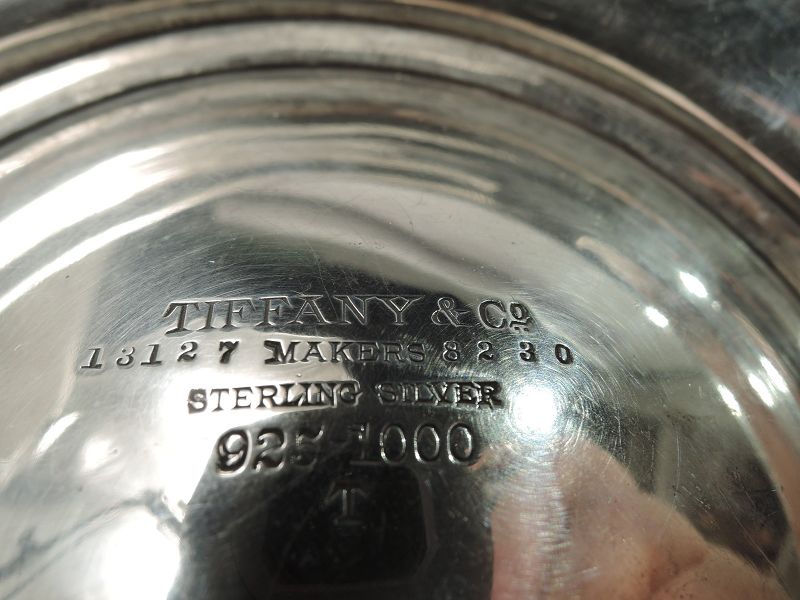 TIFFANY & Co
13127 MAKERS 8230
STERLING SILVER
925-1000
T